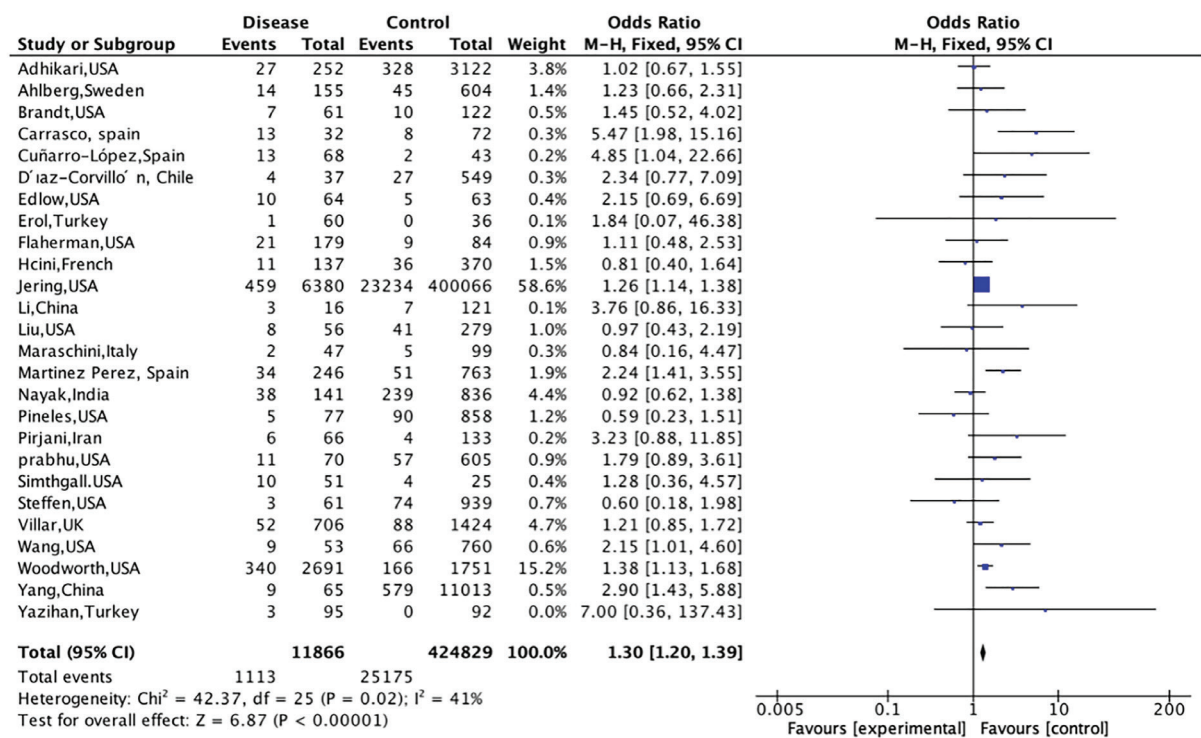 Disease Control Odds Ratio Odds Ratio
Study or Subgroup Events Total Events Total Weight M-H, Fixed, 95% CI M-H, Fixed, 95% CI
Adhikari,USA 27 252 328 3122 3.8% 1.02 [0.67, 1.55]
Ahlberg,Sweden 14 155 45 604 1.4% 1.23 [0.66, 2.31]
Brandt,USA 7 61 10 122 0.5% 1.45 [0.52, 4.02]
Carrasco, spain 13 32 8 72 0.3% 5.47 [1.98, 15.16]
Cuñarro-López,Spain 13 68 2 43 0.2% 4.85 [1.04, 22.66]
D´ıaz-Corvillo´ n, Chile 4 37 27 549 0.3% 2.34 [0.77, 7.09]
Edlow,USA 10 64 5 63 0.4% 2.15 [0.69, 6.69]
Erol,Turkey 1 60 0 36 0.1% 1.84 [0.07, 46.38]
Flaherman,USA 21 179 9 84 0.9% 1.11 [0.48, 2.53]
Hcini,French 11 137 36 370 1.5% 0.81 [0.40, 1.64]
Jering,USA 459 6380 23234 400066 58.6% 1.26 [1.14, 1.38]
Li,China 3 16 7 121 0.1% 3.76 [0.86, 16.33]
Liu,USA 8 56 41 279 1.0% 0.97 [0.43, 2.19]
Maraschini,Italy 2 47 5 99 0.3% 0.84 [0.16, 4.47]
Martinez Perez, Spain 34 246 51 763 1.9% 2.24 [1.41, 3.55]
Nayak,India 38 141 239 836 4.4% 0.92 [0.62, 1.38]
Pineles,USA 5 77 90 858 1.2% 0.59 [0.23, 1.51]
Pirjani,Iran 6 66 4 133 0.2% 3.23 [0.88, 11.85]
prabhu,USA 11 70 57 605 0.9% 1.79 [0.89, 3.61]
Simthgall.USA 10 51 4 25 0.4% 1.28 [0.36, 4.57]
Steffen,USA 3 61 74 939 0.7% 0.60 [0.18, 1.98]
Villar,UK 52 706 88 1424 4.7% 1.21 [0.85, 1.72]
Wang,USA 9 53 66 760 0.6% 2.15 [1.01, 4.60]
Woodworth,USA 340 2691 166 1751 15.2% 1.38 [1.13, 1.68]
Yang,China 9 65 579 11013 0.5% 2.90 [1.43, 5.88]
Yazihan,Turkey 3 95 0 92 0.0% 7.00 [0.36, 137.43]
Total (95% CI) 11866 424829 100.0% 1.30 [1.20, 1.39]
Total events 1113 25175
Heterogeneity: Chi² = 42.37, df = 25 (P = 0.02); I² = 41%
Test for overall effect: Z = 6.87 (P < 0.00001)
0.005 0.1 1 10 200
Favours [experimental] Favours [control]